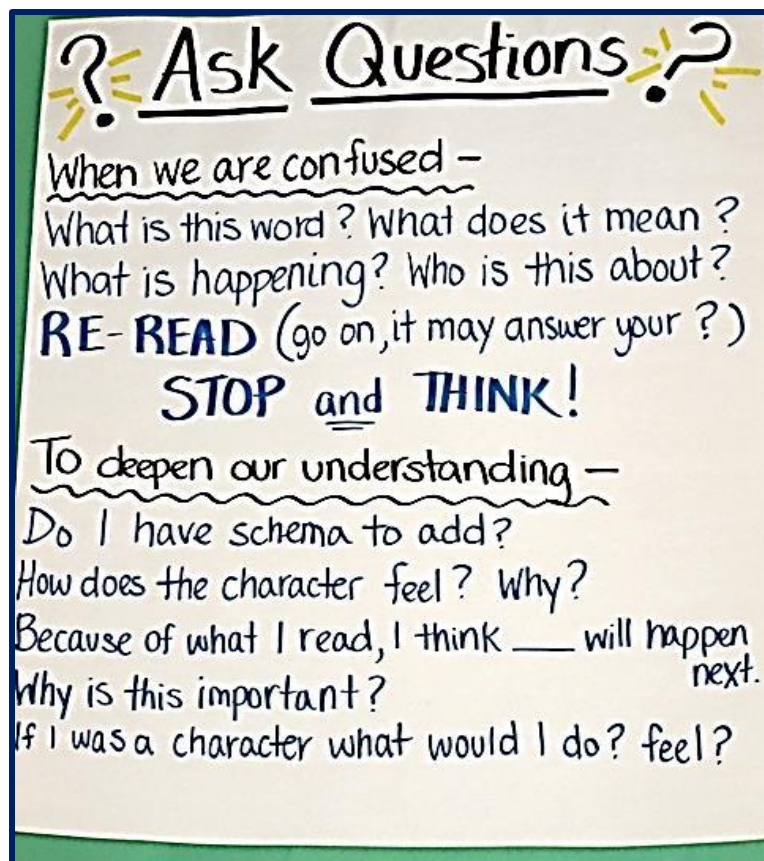 ? Ask Questions ?
When we are confused –
What is this word? What does it mean?
What is happening? Who is this about?
RE-READ (go on, it may answer your ?)
STOP and THINK!
To deepen our understanding –
Do I have schema to add?
How does the character feel? Why?
Because of what I read, I think ___ will happen
next.
Why is this important?
If I was a character what would I do? feel?